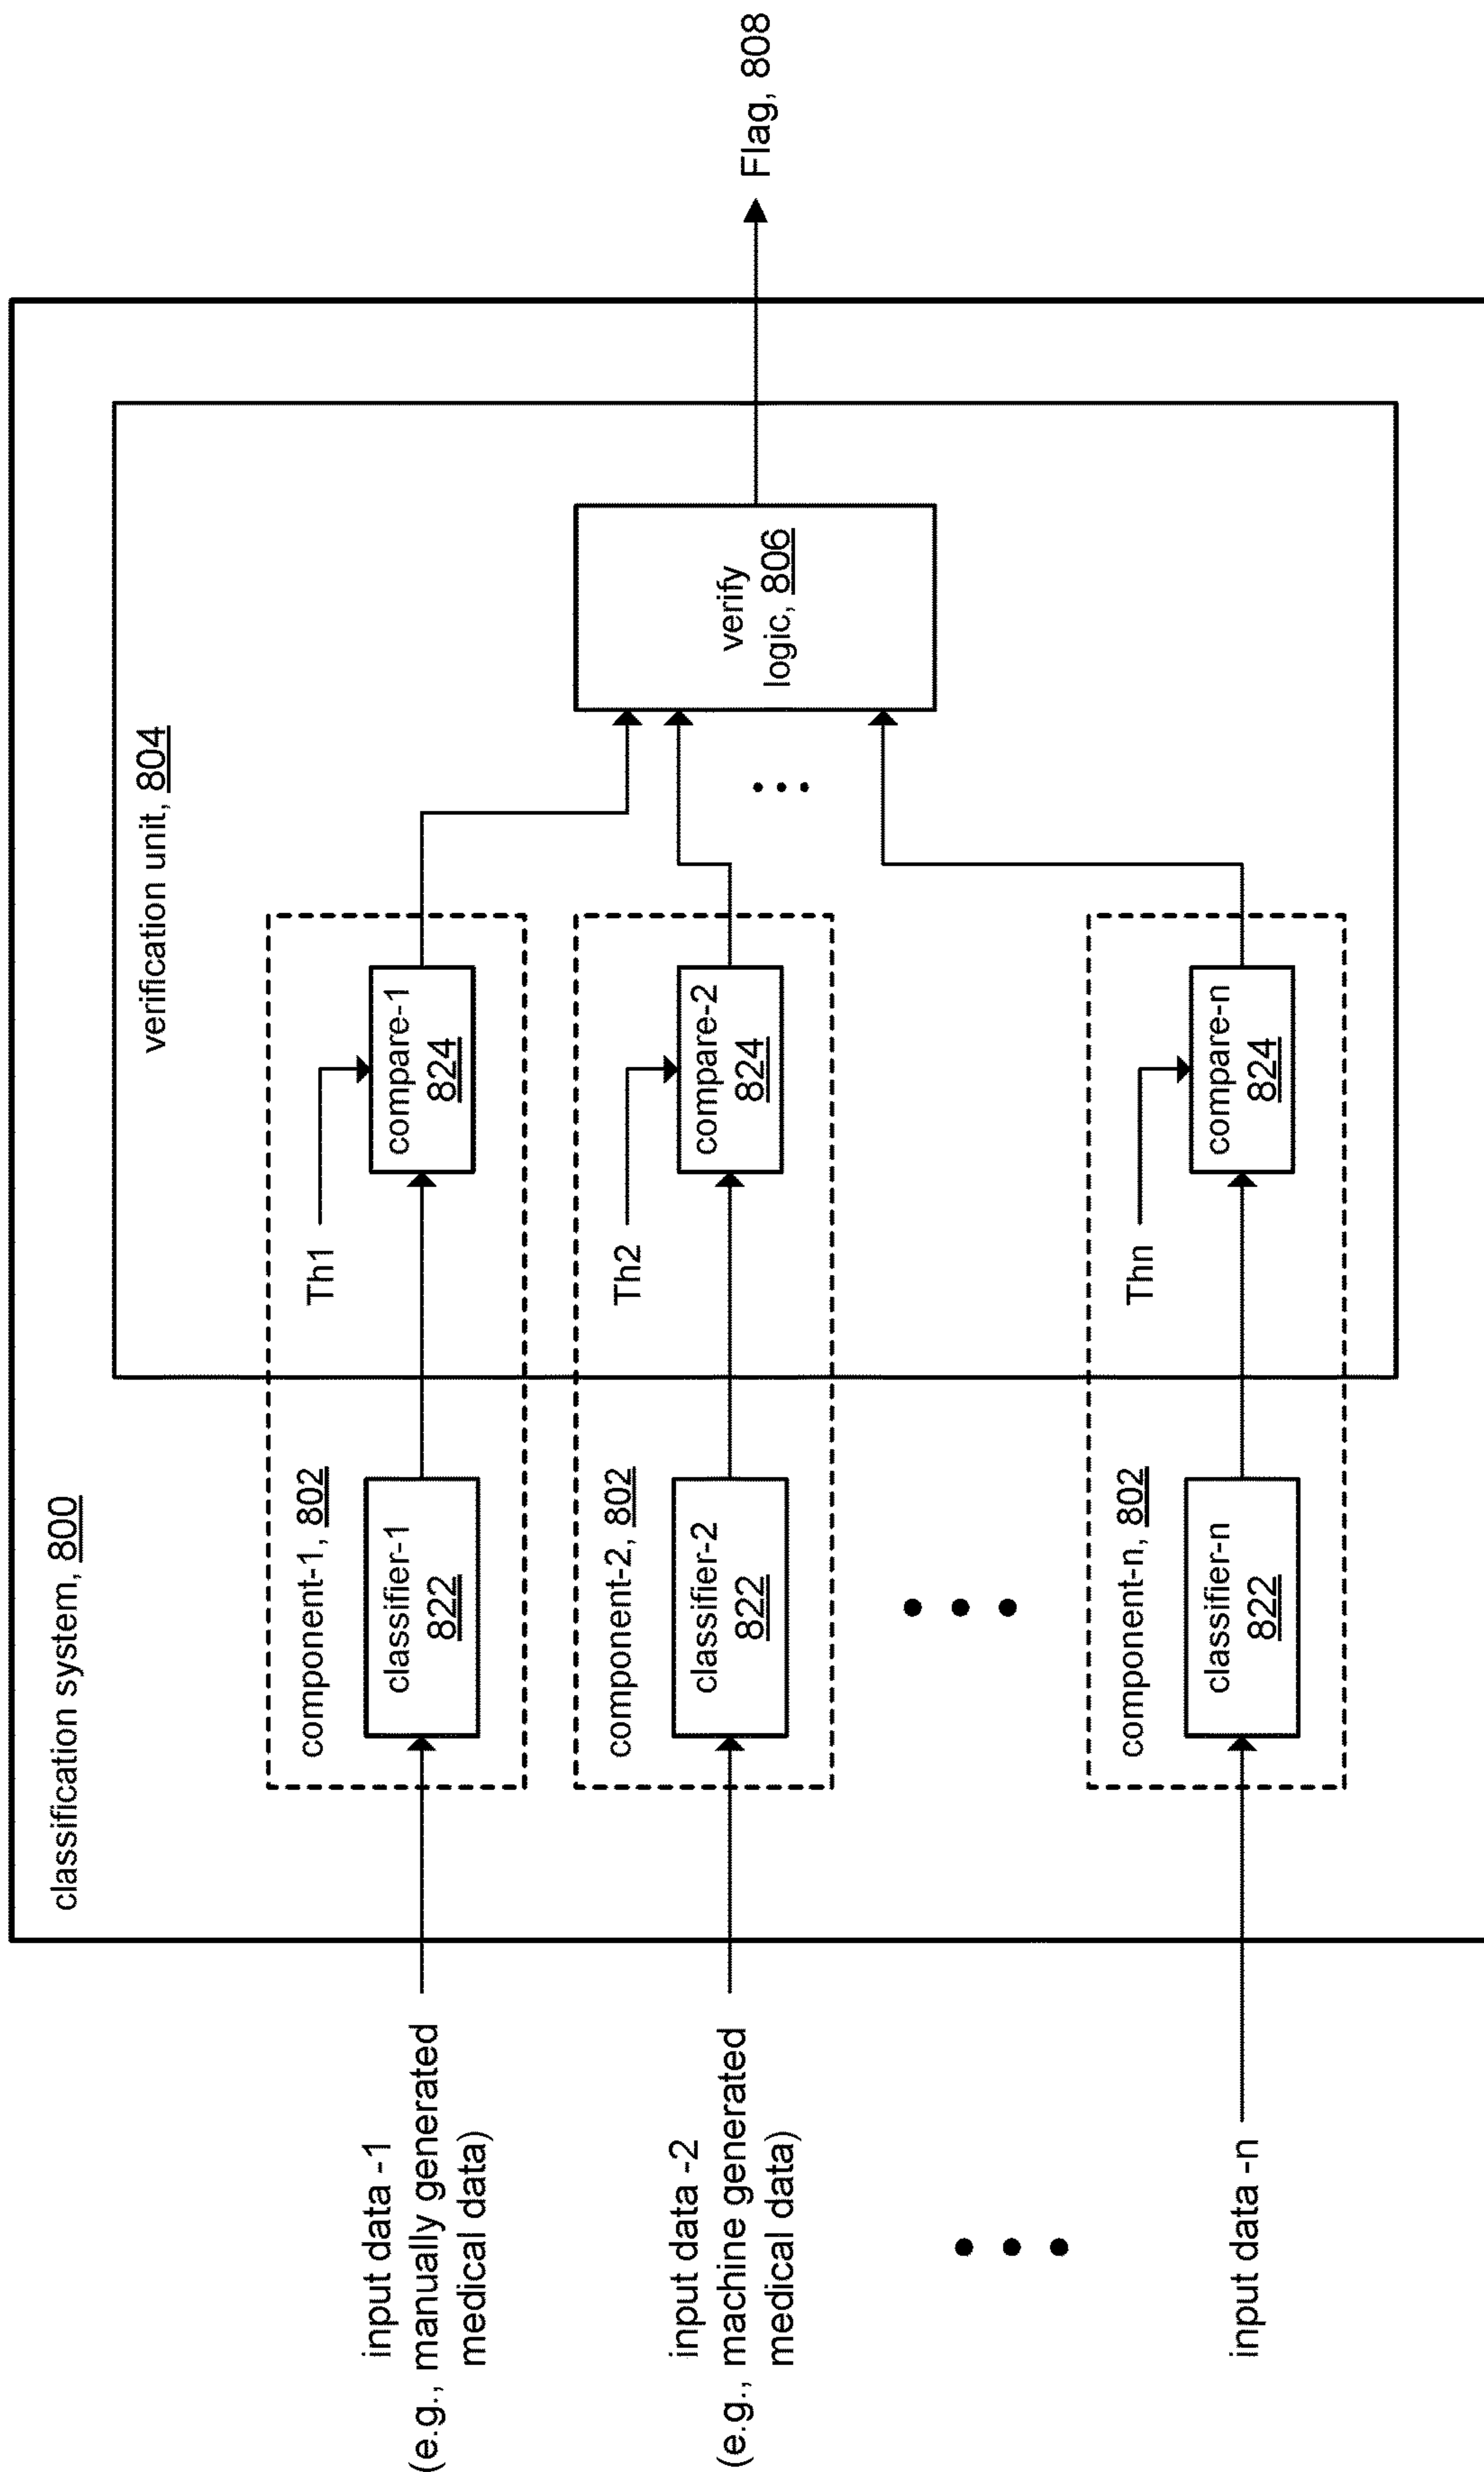 classification system, 800
verification unit, 804
input data -1
(e.g., manually generated
medical data)
component-1, 802
classifier-1
822
Th1
compare-1
824
input data -2
(e.g., machine generated
medical data)
component-2, 802
classifier-2
822
Th2
compare-2
824
verify
logic, 806
Flag, 808
input data -n
component-n, 802
classifier-n
822
Thn
compare-n
824